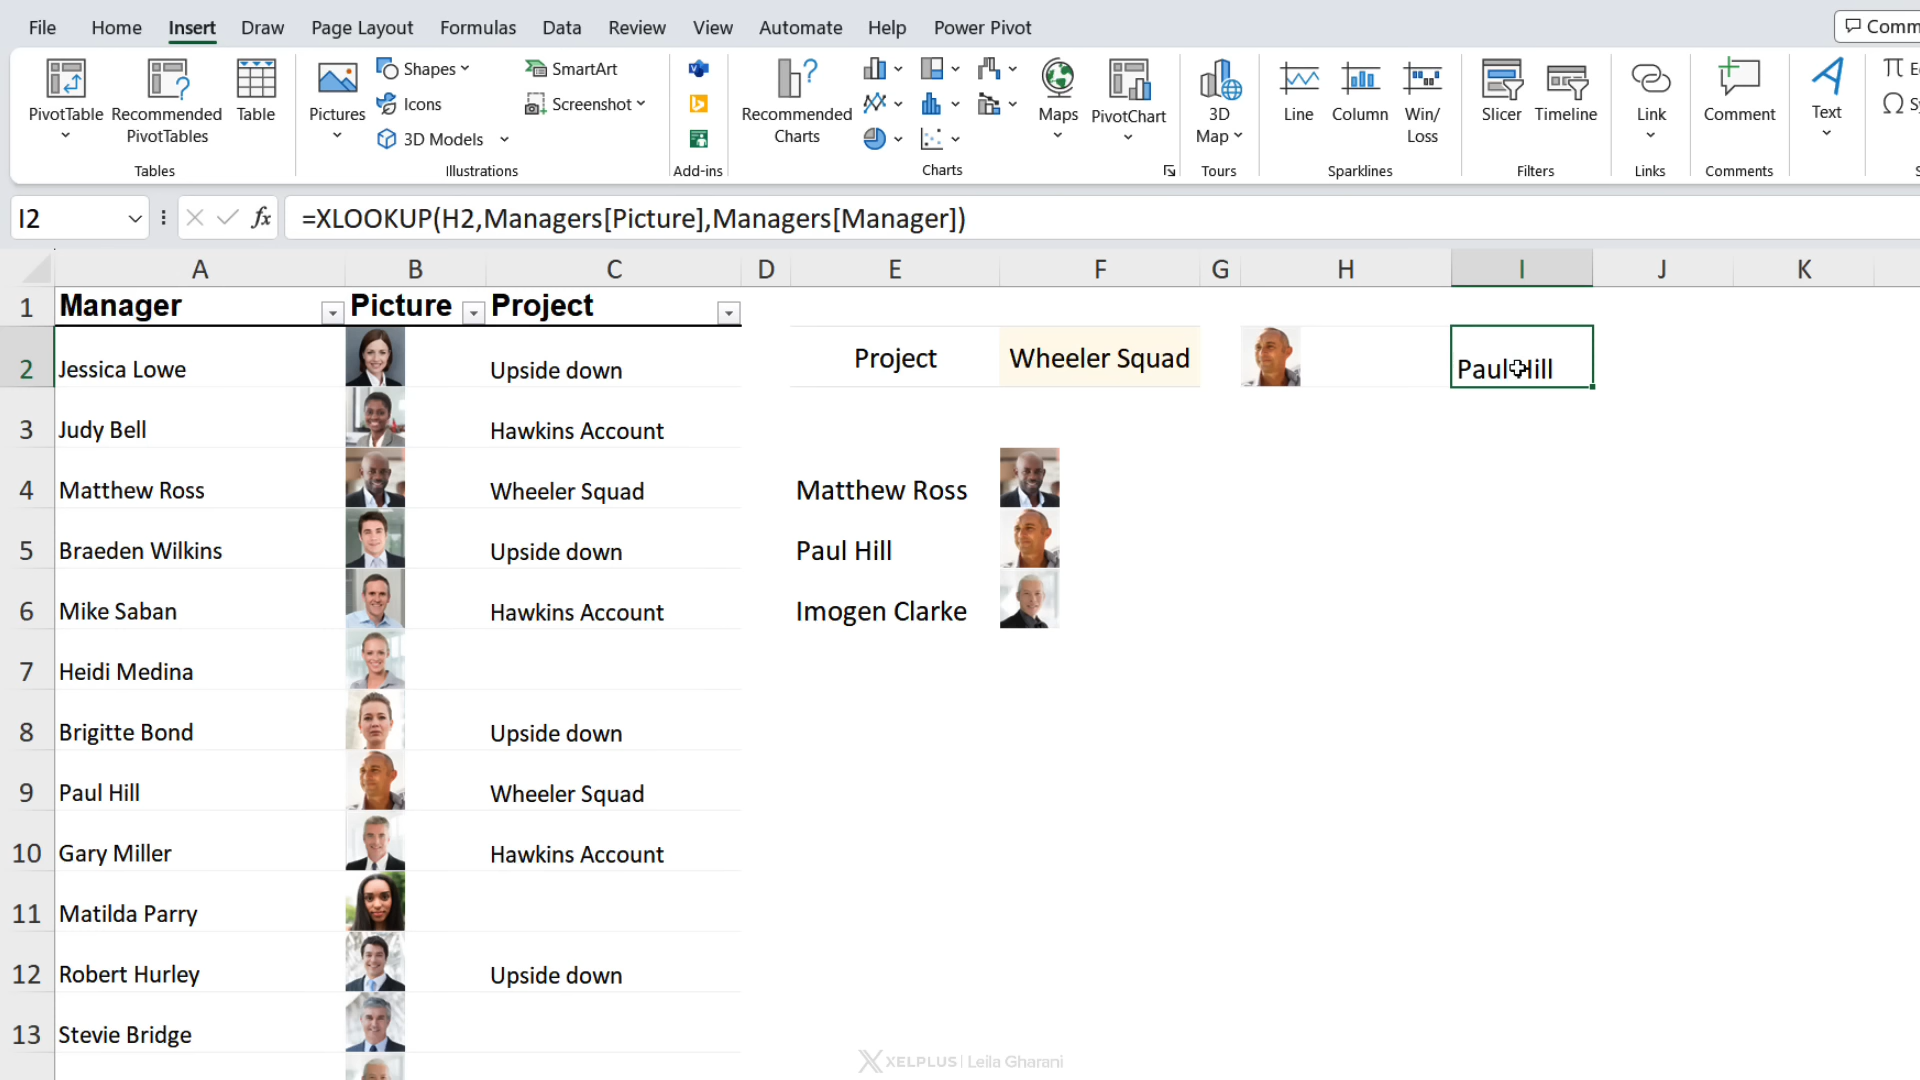 File Home Insert Draw Page Layout Formulas Data Review View Automate Help Power Pivot
PivotTable
Recommended
PivotTables
Table
Tables
Pictures
Shapes
Icons
3D Models
SmartArt
Screenshot
Illustrations
Add-ins
Recommended
Charts
Maps
PivotChart
Charts
3D
Map
Tours
Line
Column
Win/
Loss
Sparklines
Slicer
Timeline
Filters
Link
Links
Comment
Comments
Text
I2 fx =XLOOKUP(H2,Managers[Picture],Managers[Manager])
A B C D E F G H I J K
1 Manager Picture Project
2 Jessica Lowe Upside down Project Wheeler Squad Paul Hill
3 Judy Bell Hawkins Account
4 Matthew Ross Wheeler Squad Matthew Ross
5 Braeden Wilkins Upside down Paul Hill
6 Mike Saban Hawkins Account Imogen Clarke
7 Heidi Medina
8 Brigitte Bond Upside down
9 Paul Hill Wheeler Squad
10 Gary Miller Hawkins Account
11 Matilda Parry
12 Robert Hurley Upside down
13 Stevie Bridge
XELPLUS | Leila Gharani